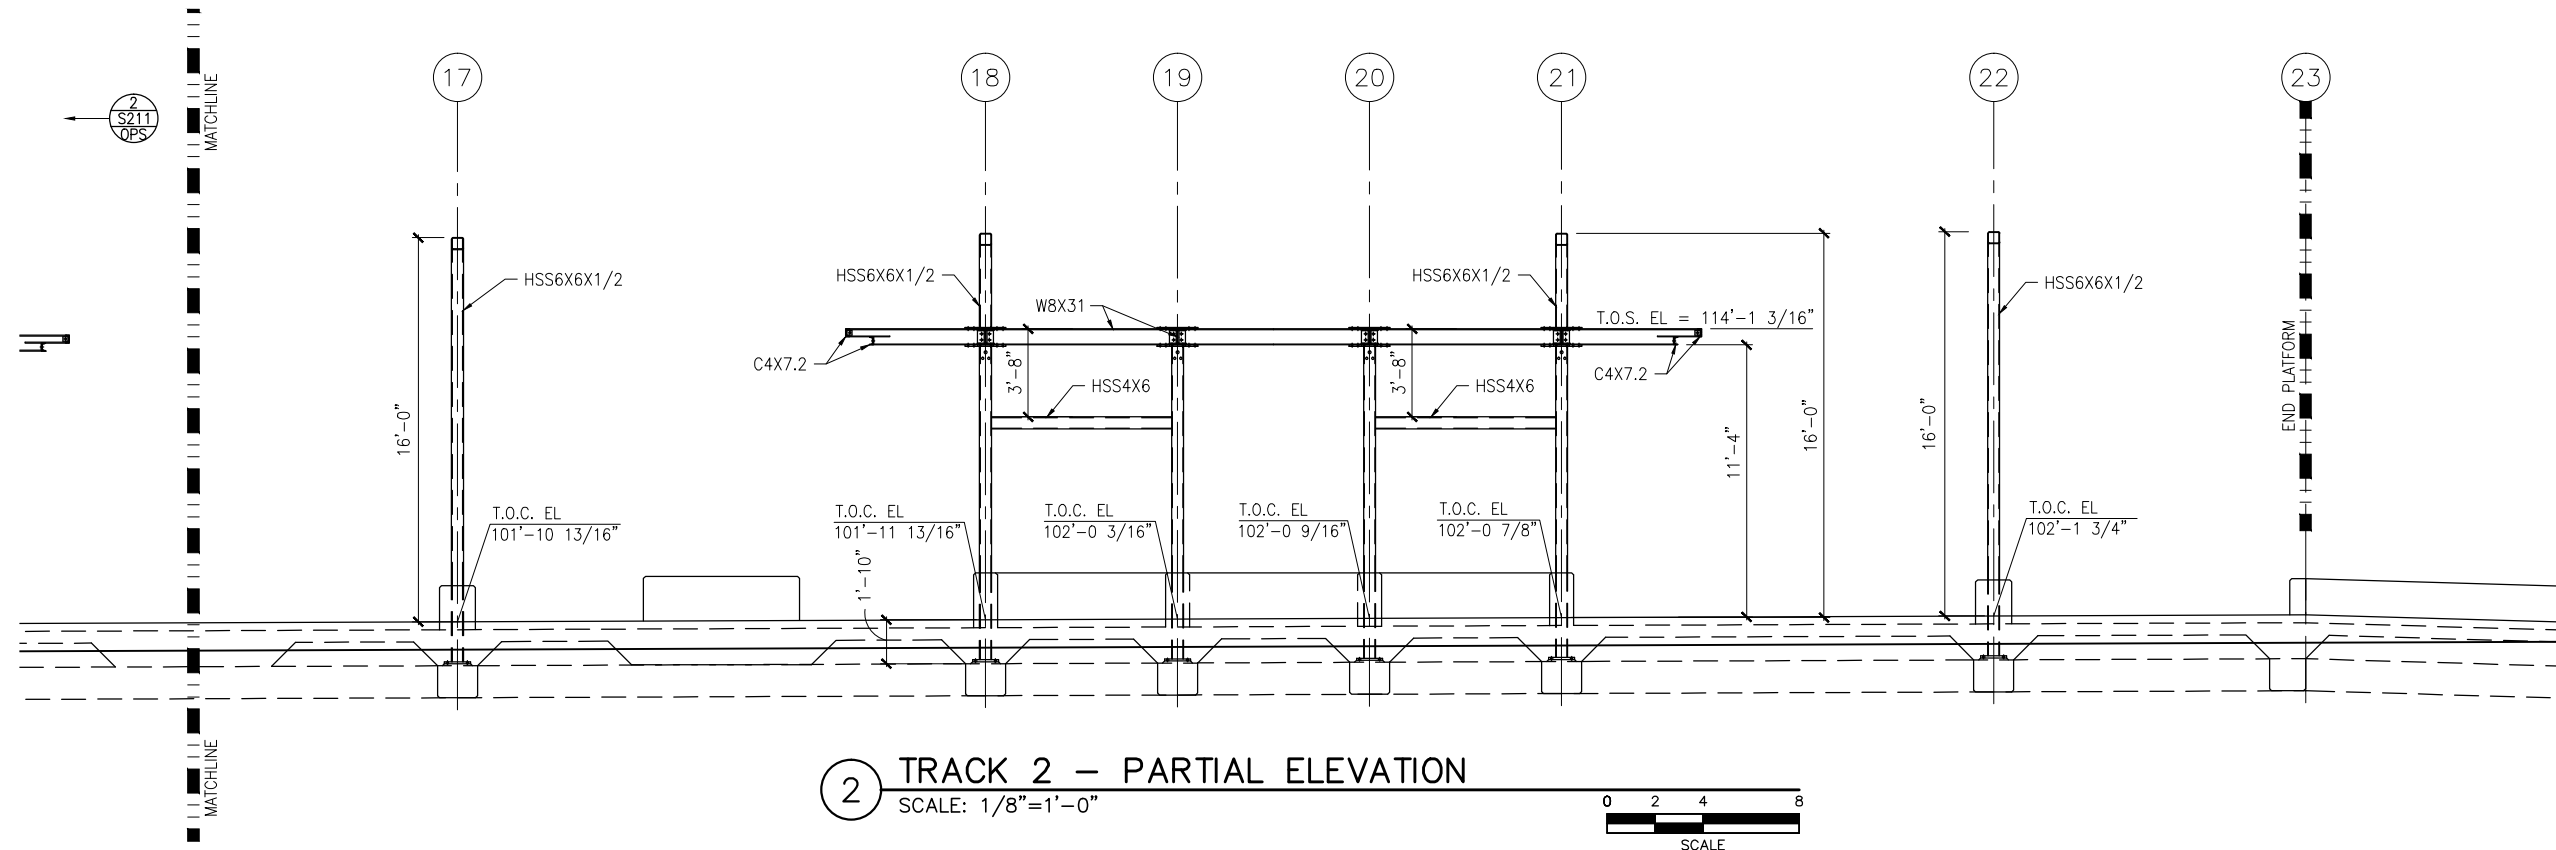 17
18
19
20
21
22
23
2
S211
OPS
MATCHLINE
HSS6X6X1/2
HSS6X6X1/2
HSS6X6X1/2
HSS6X6X1/2
W8X31
T.O.S. EL = 114'-1 3/16"
C4X7.2
C4X7.2
3'-8"
3'-8"
HSS4X6
HSS4X6
16'-0"
11'-4"
16'-0"
16'-0"
END PLATFORM
T.O.C. EL
101'-10 13/16"
T.O.C. EL
101'-11 13/16"
T.O.C. EL
102'-0 3/16"
T.O.C. EL
102'-0 9/16"
T.O.C. EL
102'-0 7/8"
T.O.C. EL
102'-1 3/4"
1'-10"
MATCHLINE
2
TRACK 2 - PARTIAL ELEVATION
SCALE: 1/8"=1'-0"
0 2 4 8
SCALE